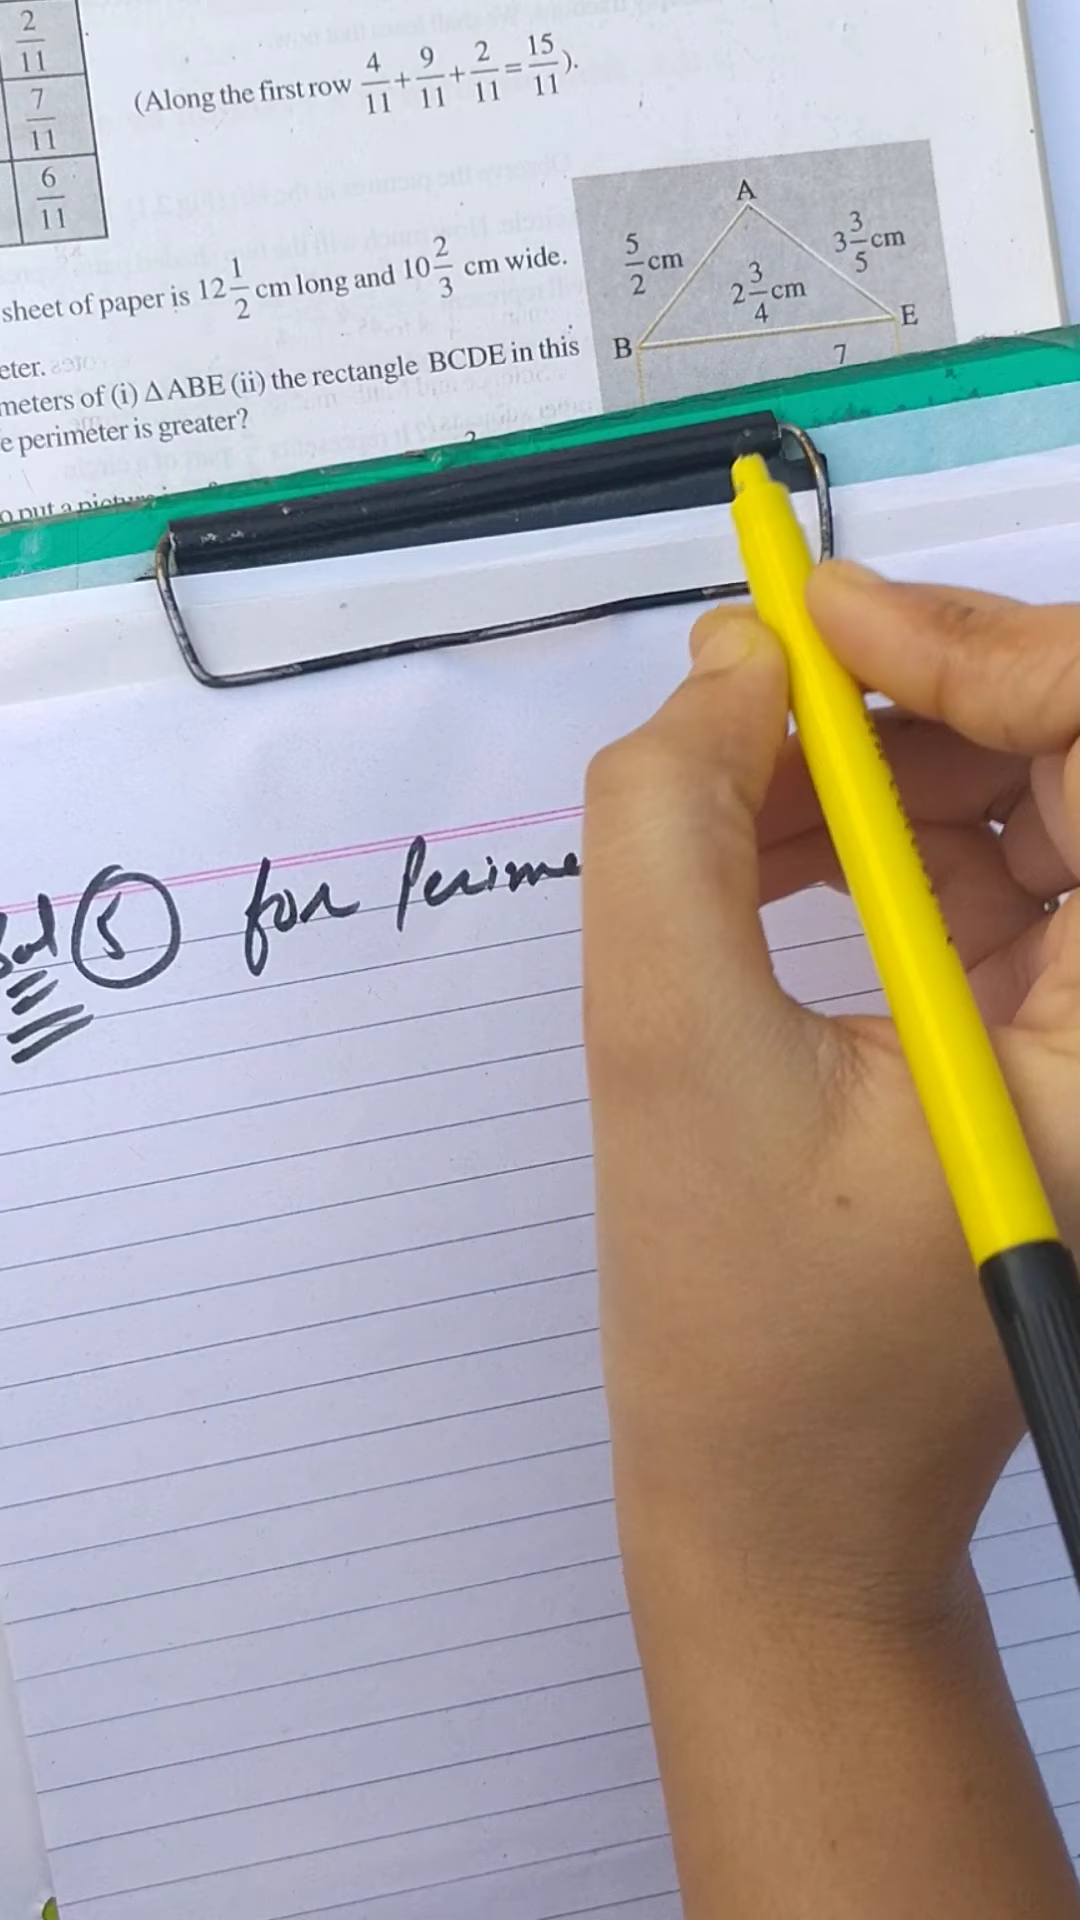 2/11
7/11
6/11
(Along the first row 4/11 + 9/11 + 2/11 = 15/11).
sheet of paper is 12 1/2 cm long and 10 2/3 cm wide.
eter.
meters of (i) Δ ABE (ii) the rectangle BCDE in this
e perimeter is greater?
A
5/2 cm
3 3/5 cm
2 3/4 cm
B
E
7
o put a picture
Sol 5 for Perime